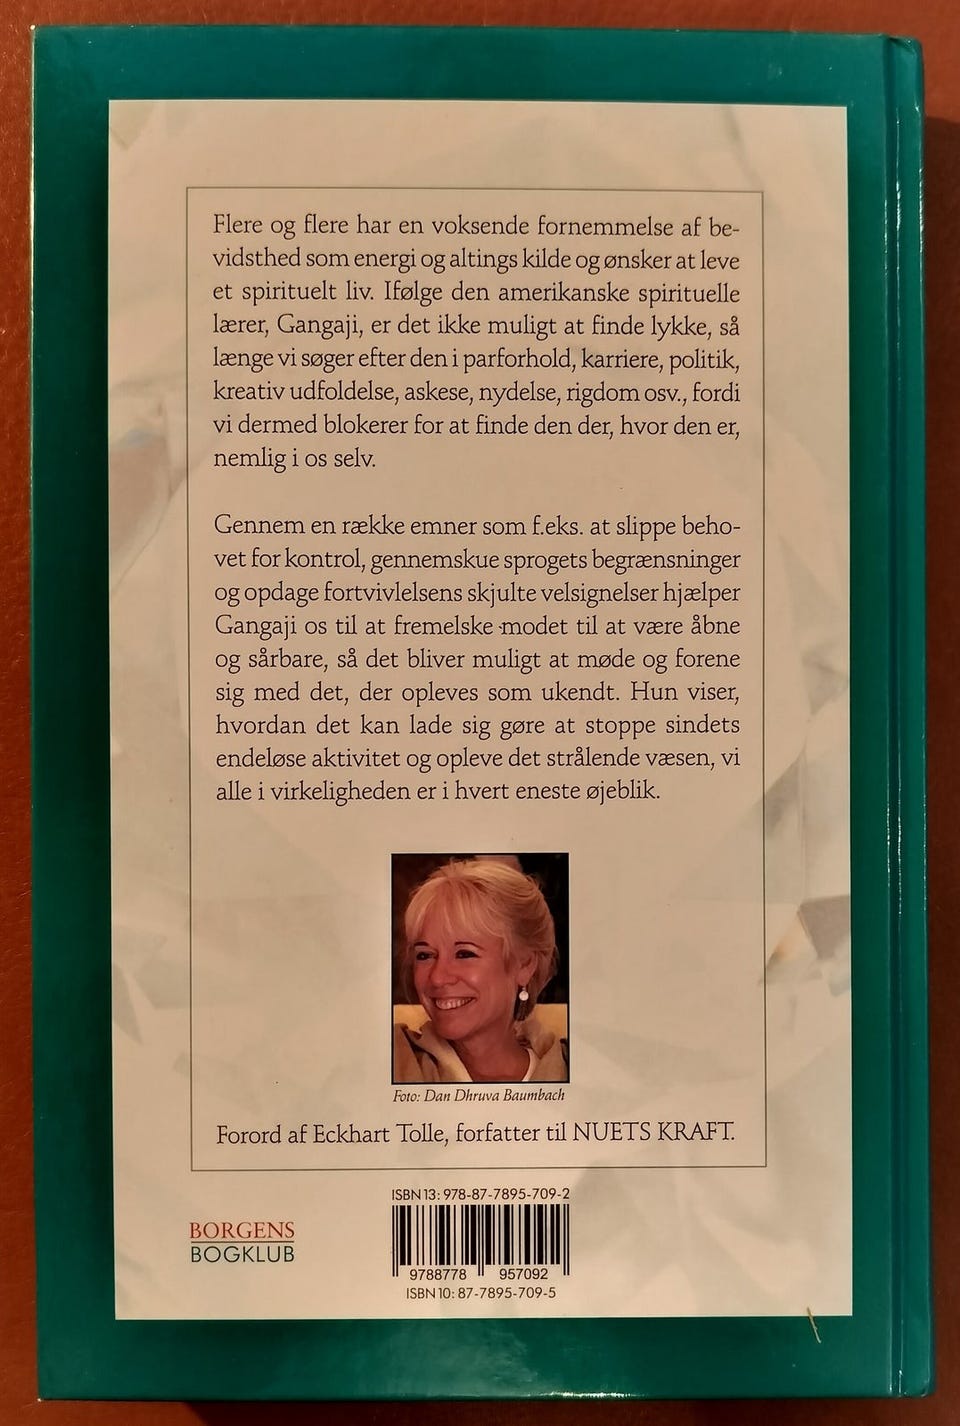 Flere og flere har en voksende fornemmelse af be-
vidsthed som energi og altings kilde og ønsker at leve
et spirituelt liv. Ifølge den amerikanske spirituelle
lærer, Gangaji, er det ikke muligt at finde lykke, så
længe vi søger efter den i parforhold, karriere, politik,
kreativ udfoldelse, askese, nydelse, rigdom osv., fordi
vi dermed blokerer for at finde den der, hvor den er,
nemlig i os selv.
Gennem en række emner som f.eks. at slippe beho-
vet for kontrol, gennemskue sprogets begrænsninger
og opdage fortvivlelsens skjulte velsignelser hjælper
Gangaji os til at fremelske modet til at være åbne
og sårbare, så det bliver muligt at møde og forene
sig med det, der opleves som ukendt. Hun viser,
hvordan det kan lade sig gøre at stoppe sindets
endeløse aktivitet og opleve det strålende væsen, vi
alle i virkeligheden er i hvert eneste øjeblik.
Foto: Dan Dhruva Baumbach
Forord af Eckhart Tolle, forfatter til NUETS KRAFT.
ISBN 13: 978-87-7895-709-2
BORGENS
BOGKLUB
9788778 957092
ISBN 10: 87-7895-709-5